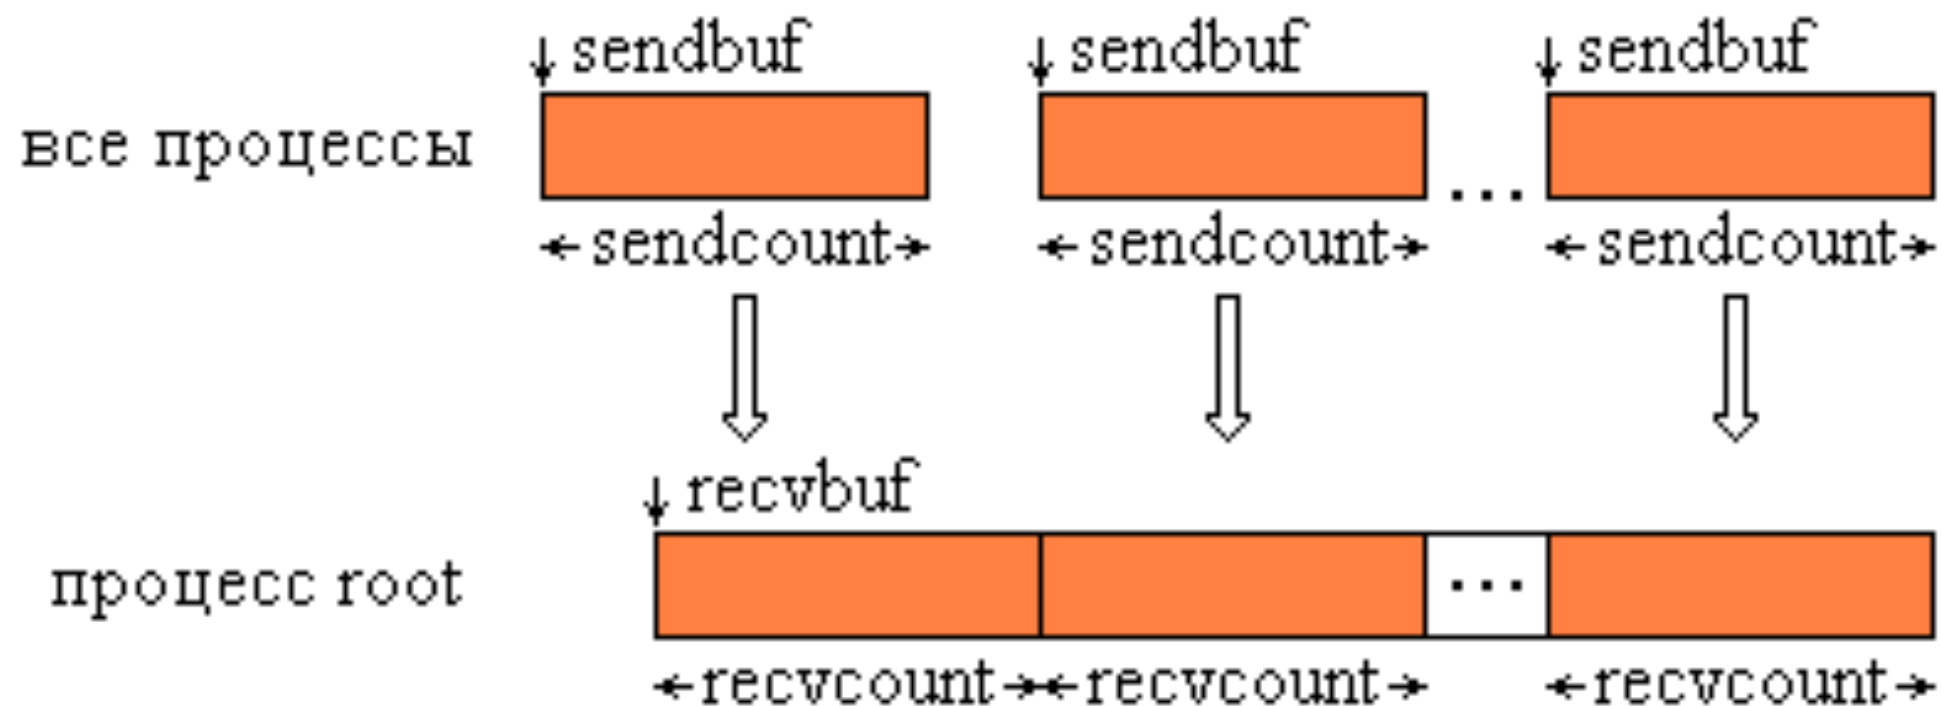 sendbuf sendbuf sendbuf
все процессы
...
sendcount sendcount sendcount
recvbuf
процесс root
...
recvcount recvcount recvcount